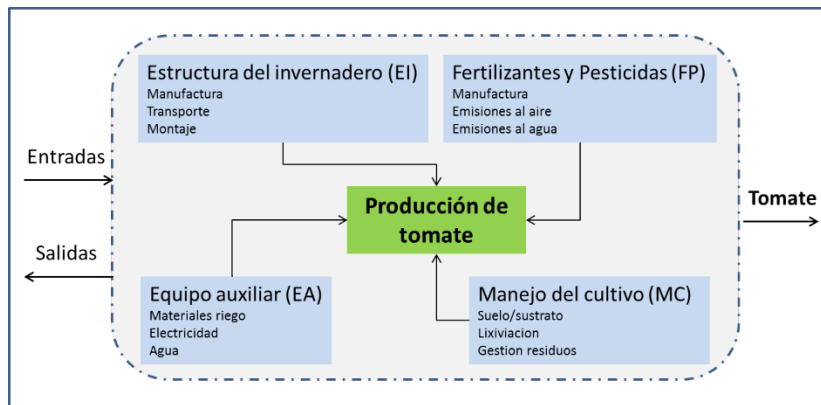 Estructura del invernadero (EI)
Manufactura
Transporte
Montaje
Fertilizantes y Pesticidas (FP)
Manufactura
Emisiones al aire
Emisiones al agua
Entradas
Salidas
Producción de
tomate
Tomate
Equipo auxiliar (EA)
Materiales riego
Electricidad
Agua
Manejo del cultivo (MC)
Suelo/sustrato
Lixiviacion
Gestion residuos